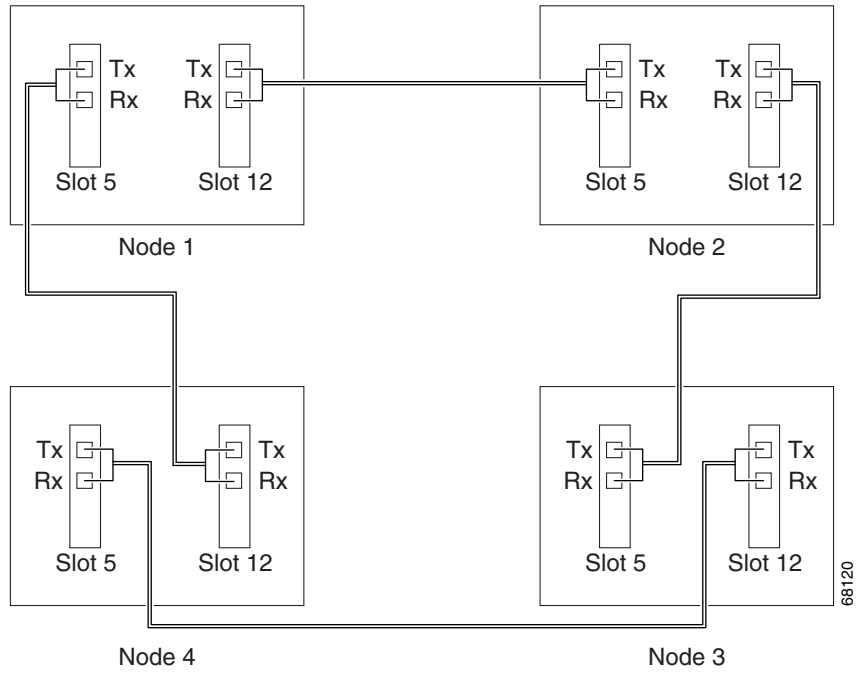 Tx Tx Tx Tx
Rx Rx Rx Rx
Slot 5 Slot 12 Slot 5 Slot 12
Node 1 Node 2
Tx Tx Tx Tx
Rx Rx Rx Rx
Slot 5 Slot 12 Slot 5 Slot 12
68120
Node 4 Node 3